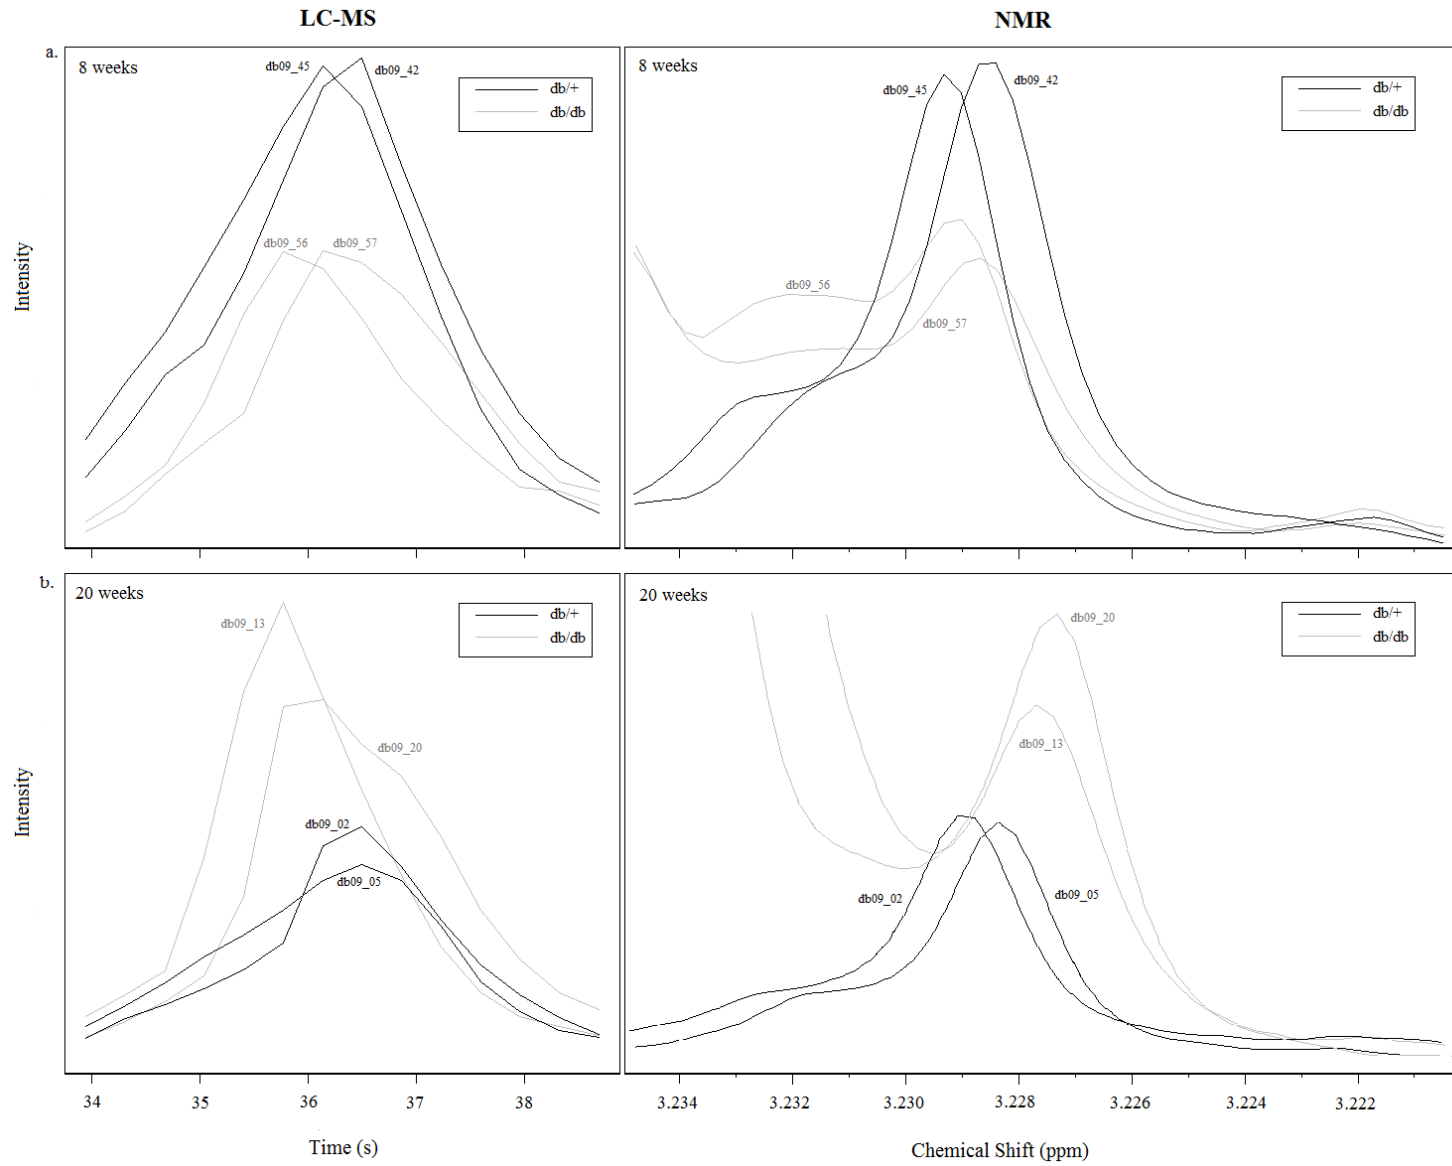 LC-MS
NMR
a.
8 weeks
db09_45
db09_42
db/+
db/db
db09_56
db09_57
Intensity
8 weeks
db09_45
db09_42
db/+
db/db
db09_56
db09_57
b.
20 weeks
db09_13
db/+
db/db
db09_20
db09_02
db09_05
Intensity
20 weeks
db09_20
db/+
db/db
db09_13
db09_02
db09_05
34 35 36 37 38
Time (s)
3.234 3.232 3.230 3.228 3.226 3.224 3.222
Chemical Shift (ppm)